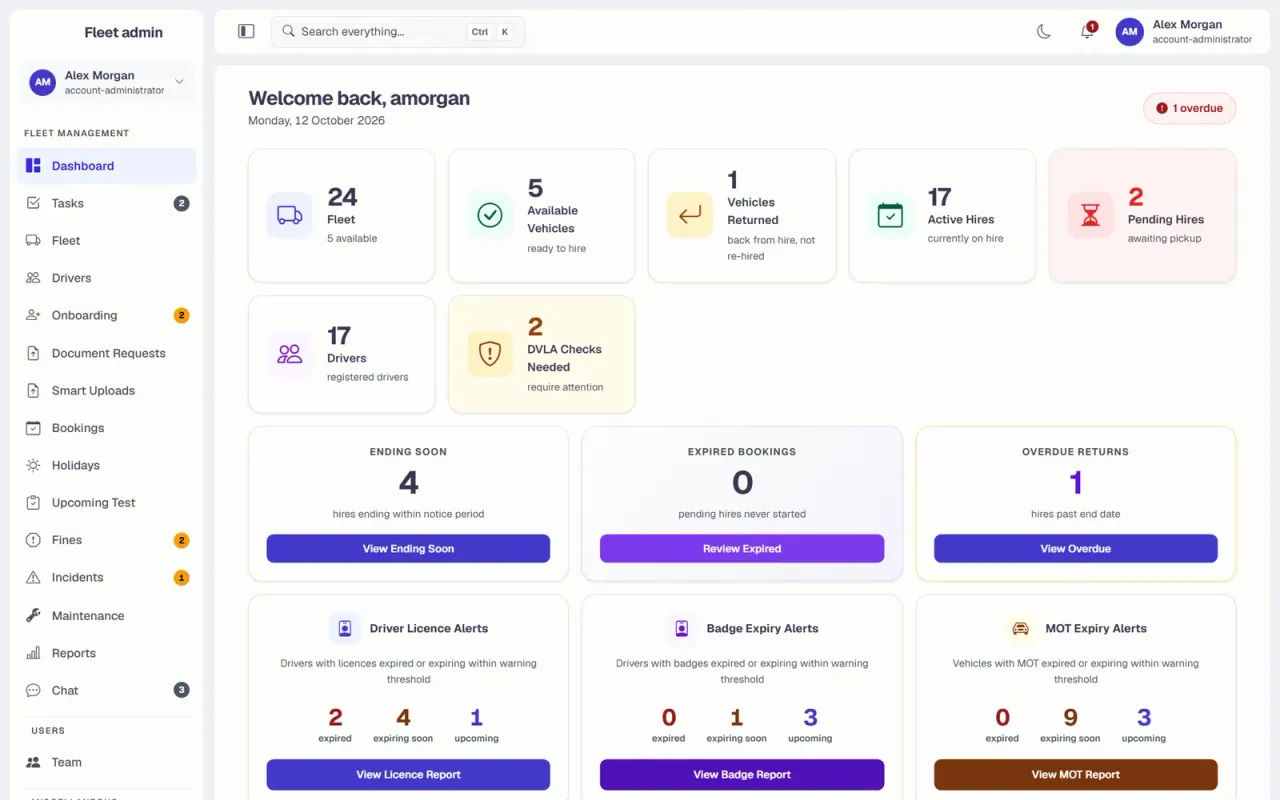 Fleet admin
AM
Alex Morgan
account-administrator
FLEET MANAGEMENT
Dashboard
Tasks
2
Fleet
Drivers
Onboarding
2
Document Requests
Smart Uploads
Bookings
Holidays
Upcoming Test
Fines
2
Incidents
1
Maintenance
Reports
Chat
3
USERS
Team
Search everything...
Ctrl
K
1
AM
Alex Morgan
account-administrator
Welcome back, amorgan
Monday, 12 October 2026
1 overdue
24
Fleet
5 available
5
Available
Vehicles
ready to hire
1
Vehicles
Returned
back from hire, not
re-hired
17
Active Hires
currently on hire
2
Pending Hires
awaiting pickup
17
Drivers
registered drivers
2
DVLA Checks
Needed
require attention
ENDING SOON
4
hires ending within notice period
View Ending Soon
EXPIRED BOOKINGS
0
pending hires never started
Review Expired
OVERDUE RETURNS
1
hires past end date
View Overdue
Driver Licence Alerts
Drivers with licences expired or expiring within warning
threshold
2
expired
4
expiring soon
1
upcoming
View Licence Report
Badge Expiry Alerts
Drivers with badges expired or expiring within warning
threshold
0
expired
1
expiring soon
3
upcoming
View Badge Report
MOT Expiry Alerts
Vehicles with MOT expired or expiring within warning
threshold
0
expired
9
expiring soon
3
upcoming
View MOT Report